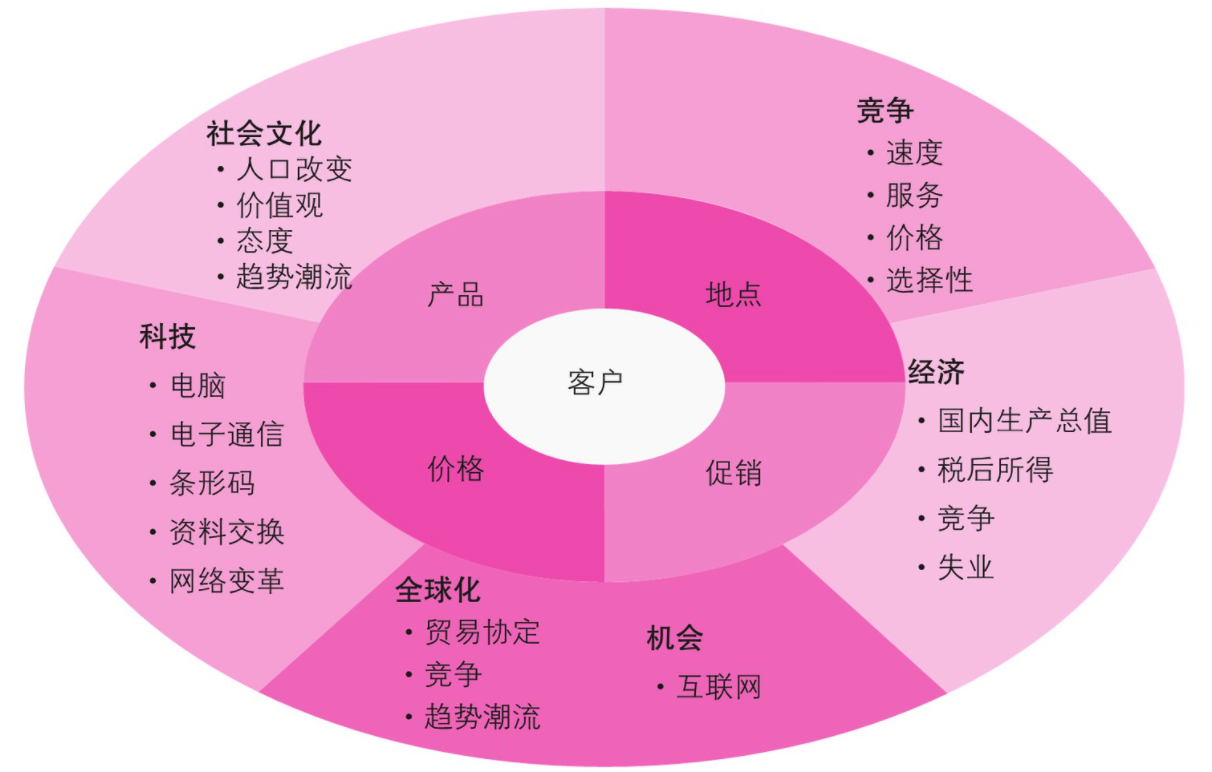 社会文化
• 人口改变
• 价值观
• 态度
• 趋势潮流
竞争
• 速度
• 服务
• 价格
• 选择性
产品
地点
科技
• 电脑
• 电子通信
• 条形码
• 资料交换
• 网络变革
客户
经济
• 国内生产总值
• 税后所得
• 竞争
• 失业
价格
促销
全球化
• 贸易协定
• 竞争
• 趋势潮流
机会
• 互联网